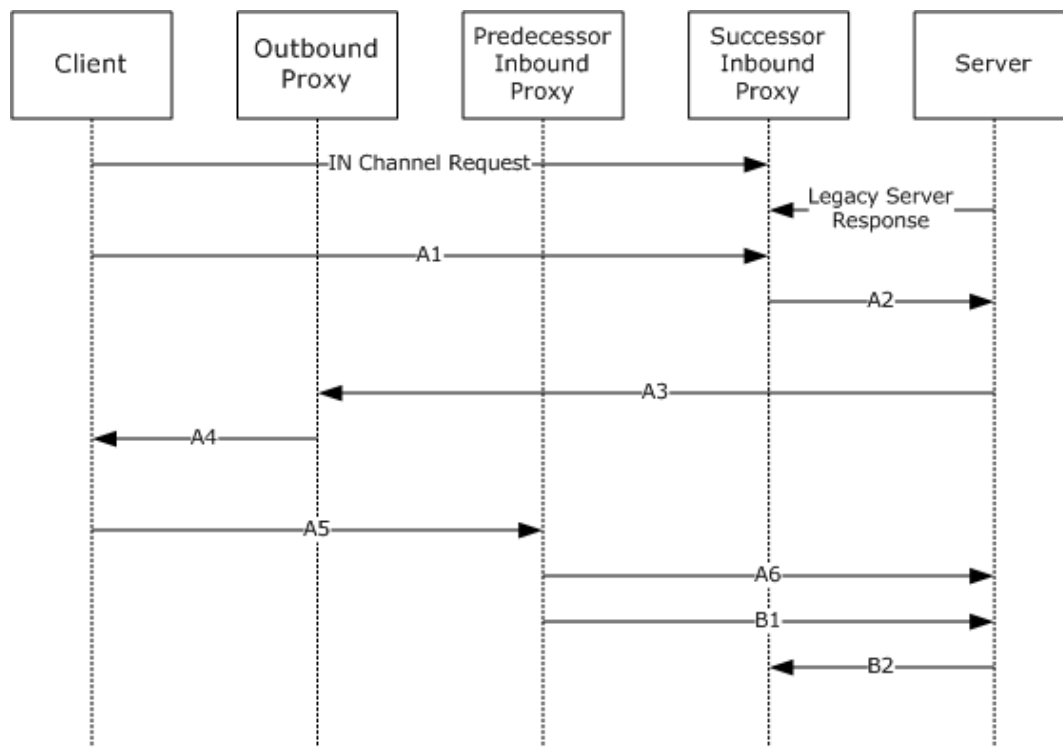 Client
Outbound
Proxy
Predecessor
Inbound
Proxy
Successor
Inbound
Proxy
Server
IN Channel Request
Legacy Server
Response
A1
A2
A3
A4
A5
A6
B1
B2